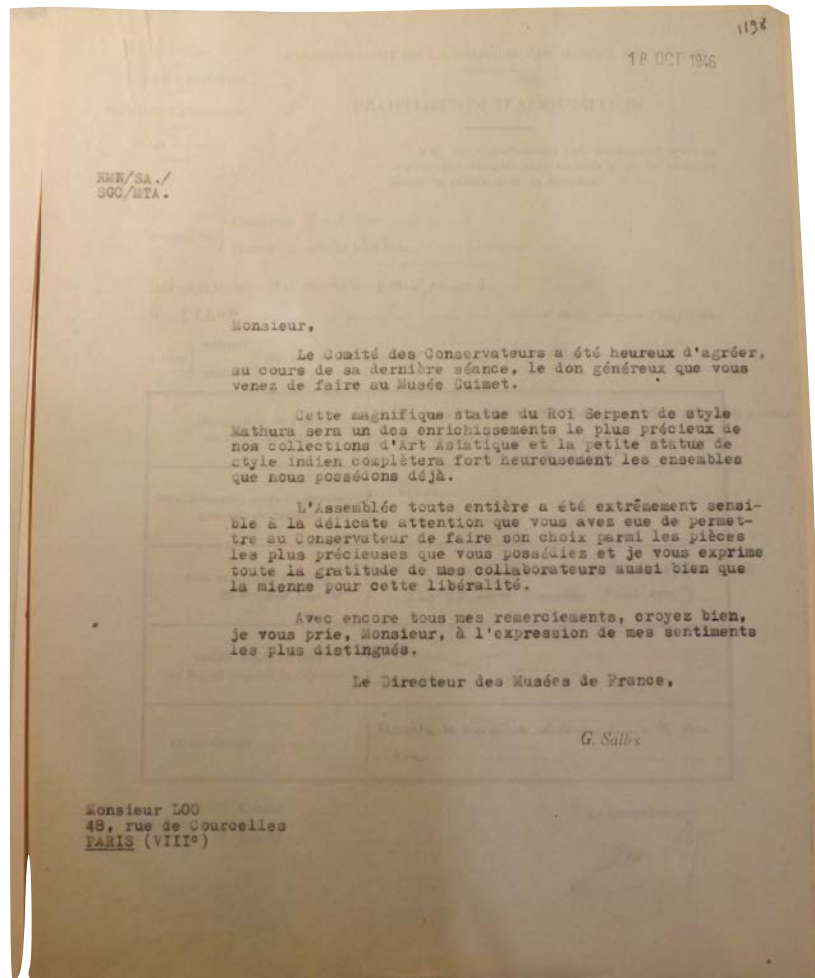 1198
18 OCT 1946
RMN/SA./
SGC/MTA.
Monsieur,
Le Comité des Conservateurs a été heureux d'agréer,
au cours de sa dernière séance, le don généreux que vous
venez de faire au Musée Guimet.
Cette magnifique statue du Roi Serpent de style
Mathura sera un des enrichissements le plus précieux de
nos collections d'Art Asiatique et la petite statue de
style indien complètera fort heureusement les ensembles
que nous possédons déjà.
L'Assemblée toute entière a été extrêmement sensi-
ble à la délicate attention que vous avez eue de permet-
tre au Conservateur de faire son choix parmi les pièces
les plus précieuses que vous possédiez et je vous exprime
toute la gratitude de mes collaborateurs aussi bien que
la mienne pour cette libéralité.
Avec encore tous mes remerciements, croyez bien,
je vous prie, Monsieur, à l'expression de mes sentiments
les plus distingués.
Le Directeur des Musées de France,
G. Salles
Monsieur LOO
48, rue de Courcelles
PARIS (VIII°)